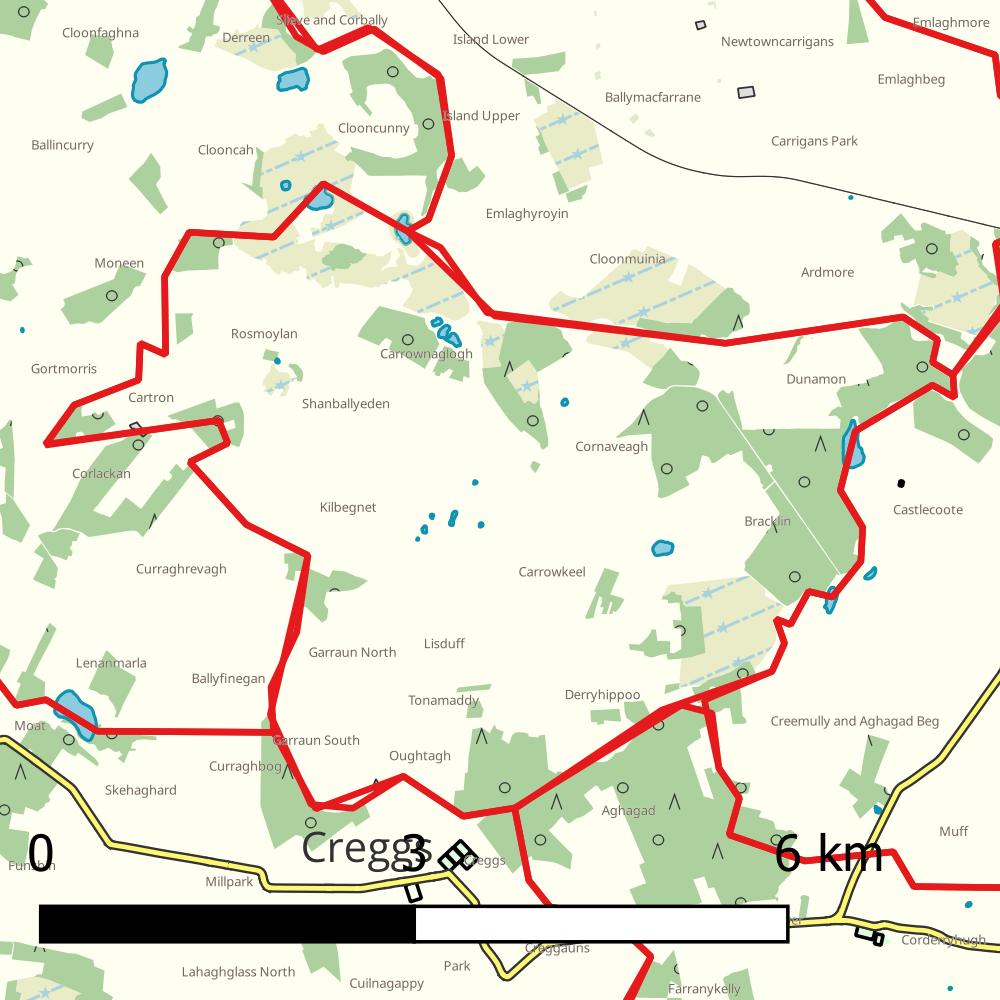 Slieve and Corbally
Emlaghmore
Cloonfaghna
Derreen
Island Lower
Newtowncarrigans
Emlaghbeg
Ballymacfarrane
Island Upper
Clooncunny
Carrigans Park
Ballincurry
Clooncah
Emlaghyroyin
Moneen
Cloonmuinia
Ardmore
Rosmoylan
Carrownaglogh
Gortmorris
Dunamon
Cartron
Shanballyeden
Cornaveagh
Corlackan
Kilbegnet
Castlecoote
Bracklin
Curraghrevagh
Carrowkeel
Lisduff
Garraun North
Lenanmarla
Ballyfinegan
Derryhippoo
Tonamaddy
Moat
Creemully and Aghagad Beg
Garraun South
Oughtagh
Curraghbog
Skehaghard
Aghagad
Muff
0
3
6 km
Creggs
Creggs
Millpark
Corderryhugh
Creggauns
Park
Lahaghglass North
Cuilnagappy
Farranykelly